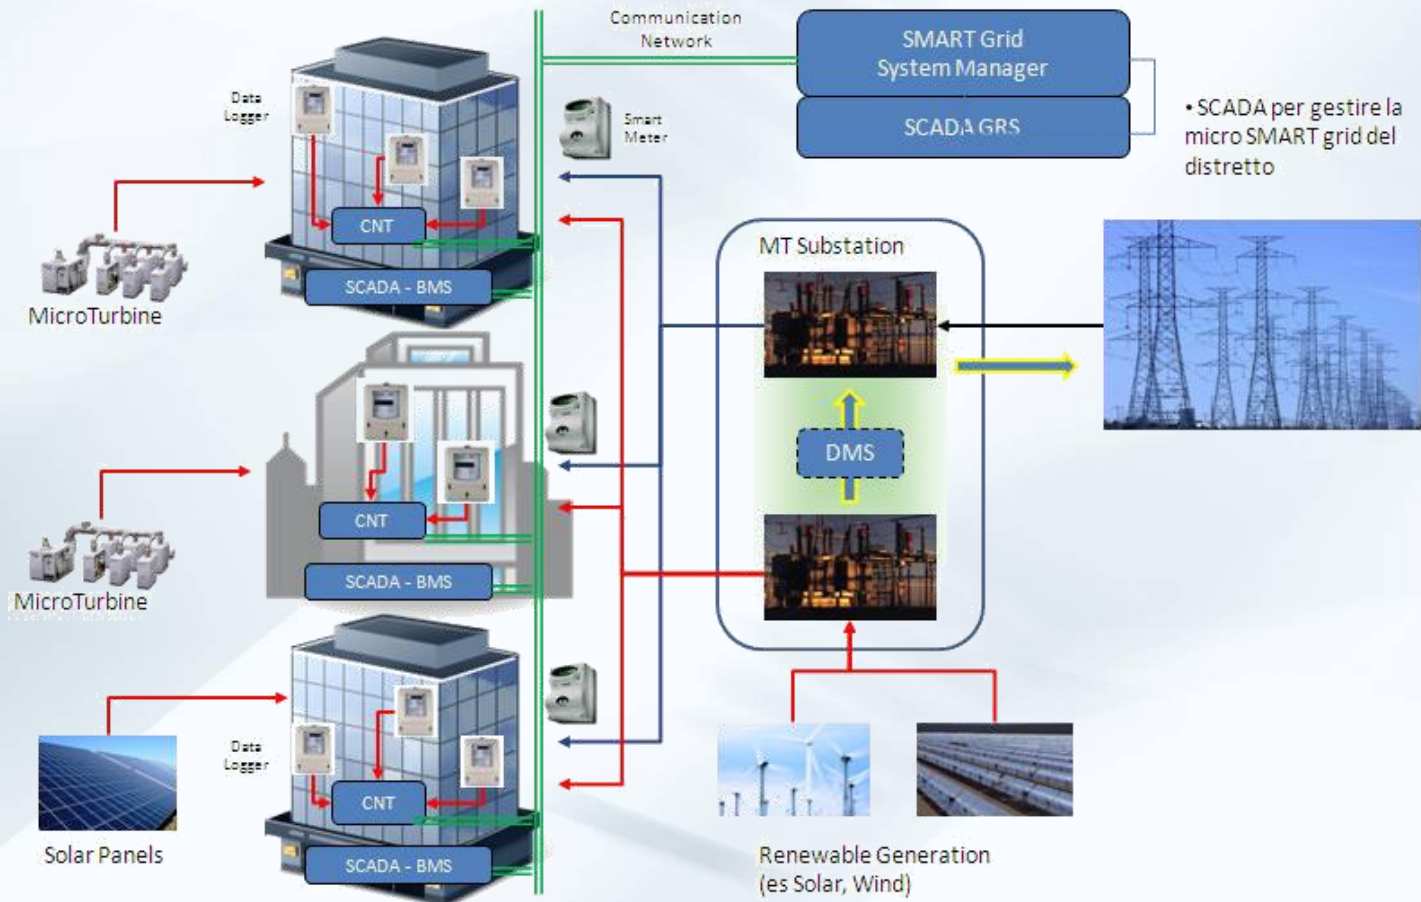 Communication
Network
SMART Grid
System Manager
SCADA GRS
• SCADA per gestire la
micro SMART grid del
distretto
Data
Logger
Smart
Meter
CNT
SCADA - BMS
MicroTurbine
MT Substation
DMS
CNT
SCADA - BMS
MicroTurbine
Data
Logger
CNT
SCADA - BMS
Solar Panels
Renewable Generation
(es Solar, Wind)